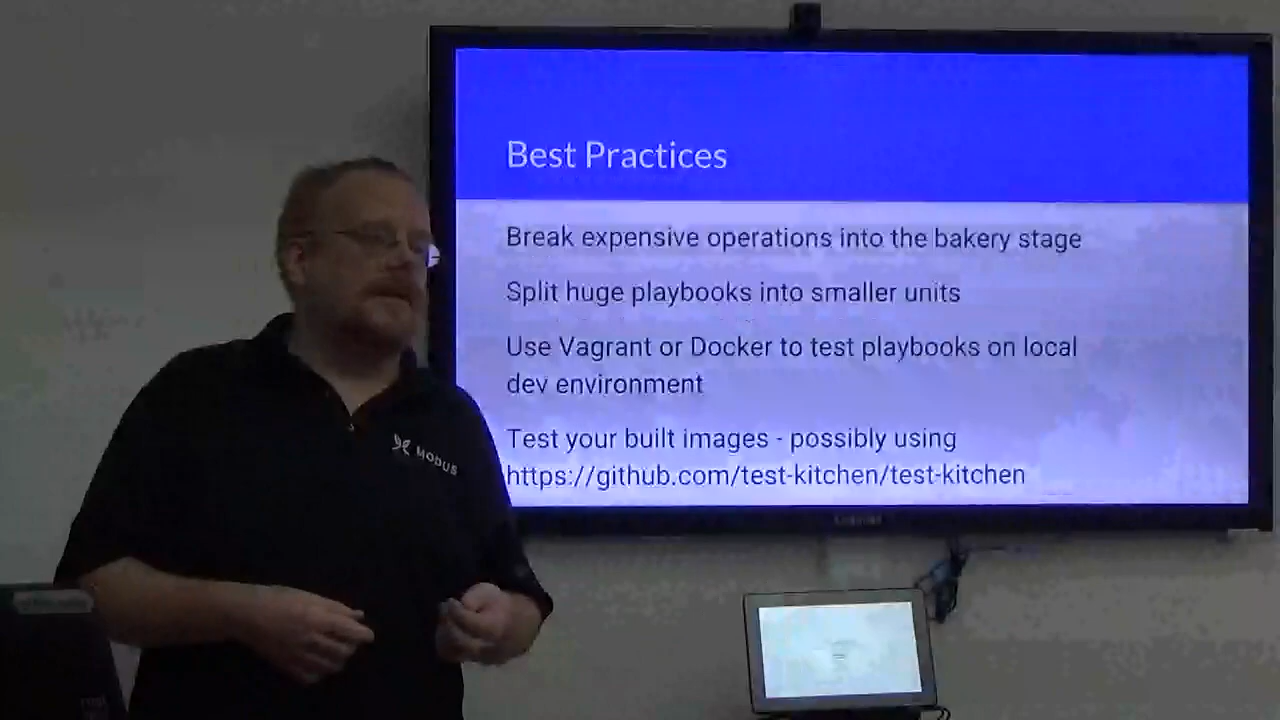 Best Practices
Break expensive operations into the bakery stage
Split huge playbooks into smaller units
Use Vagrant or Docker to test playbooks on local
dev environment
Test your built images - possibly using
https://github.com/test-kitchen/test-kitchen
MODUS